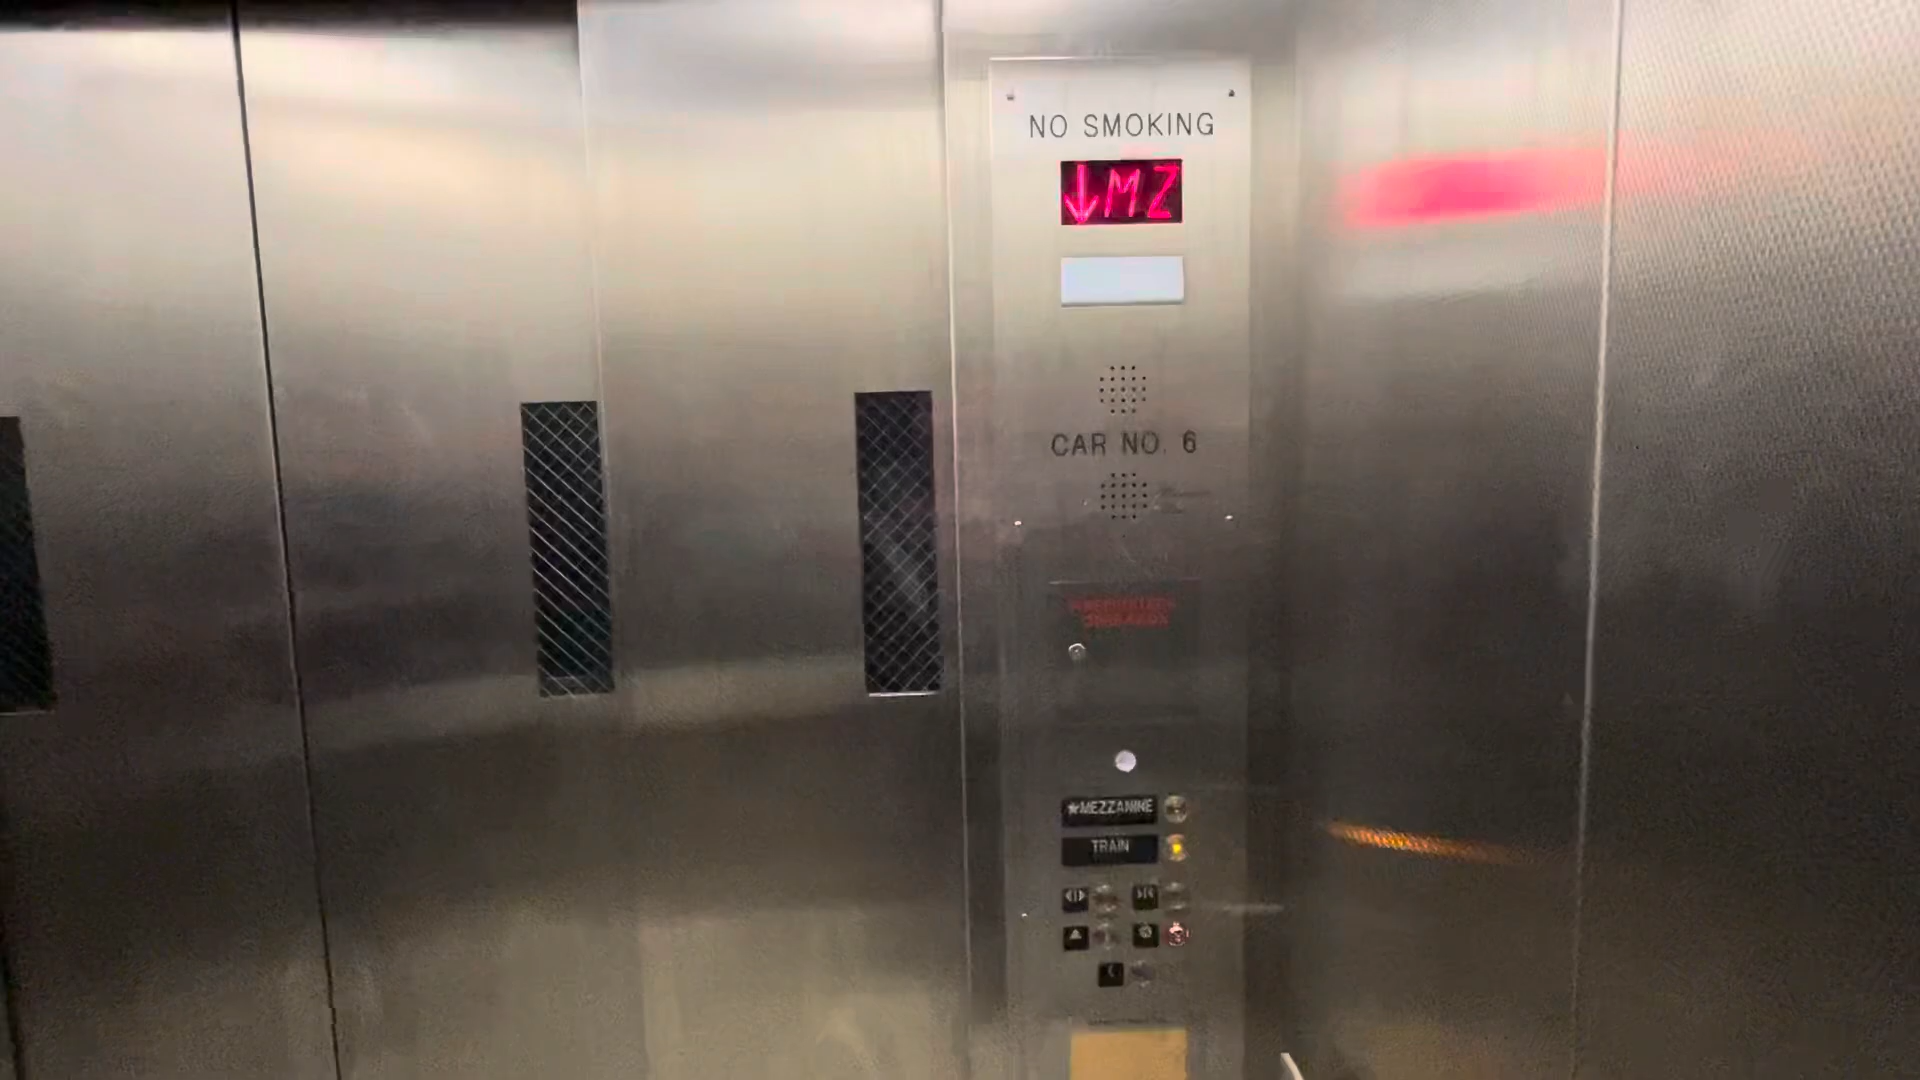 NO SMOKING
↓MZ
CAR NO. 6
★MEZZANINE
TRAIN